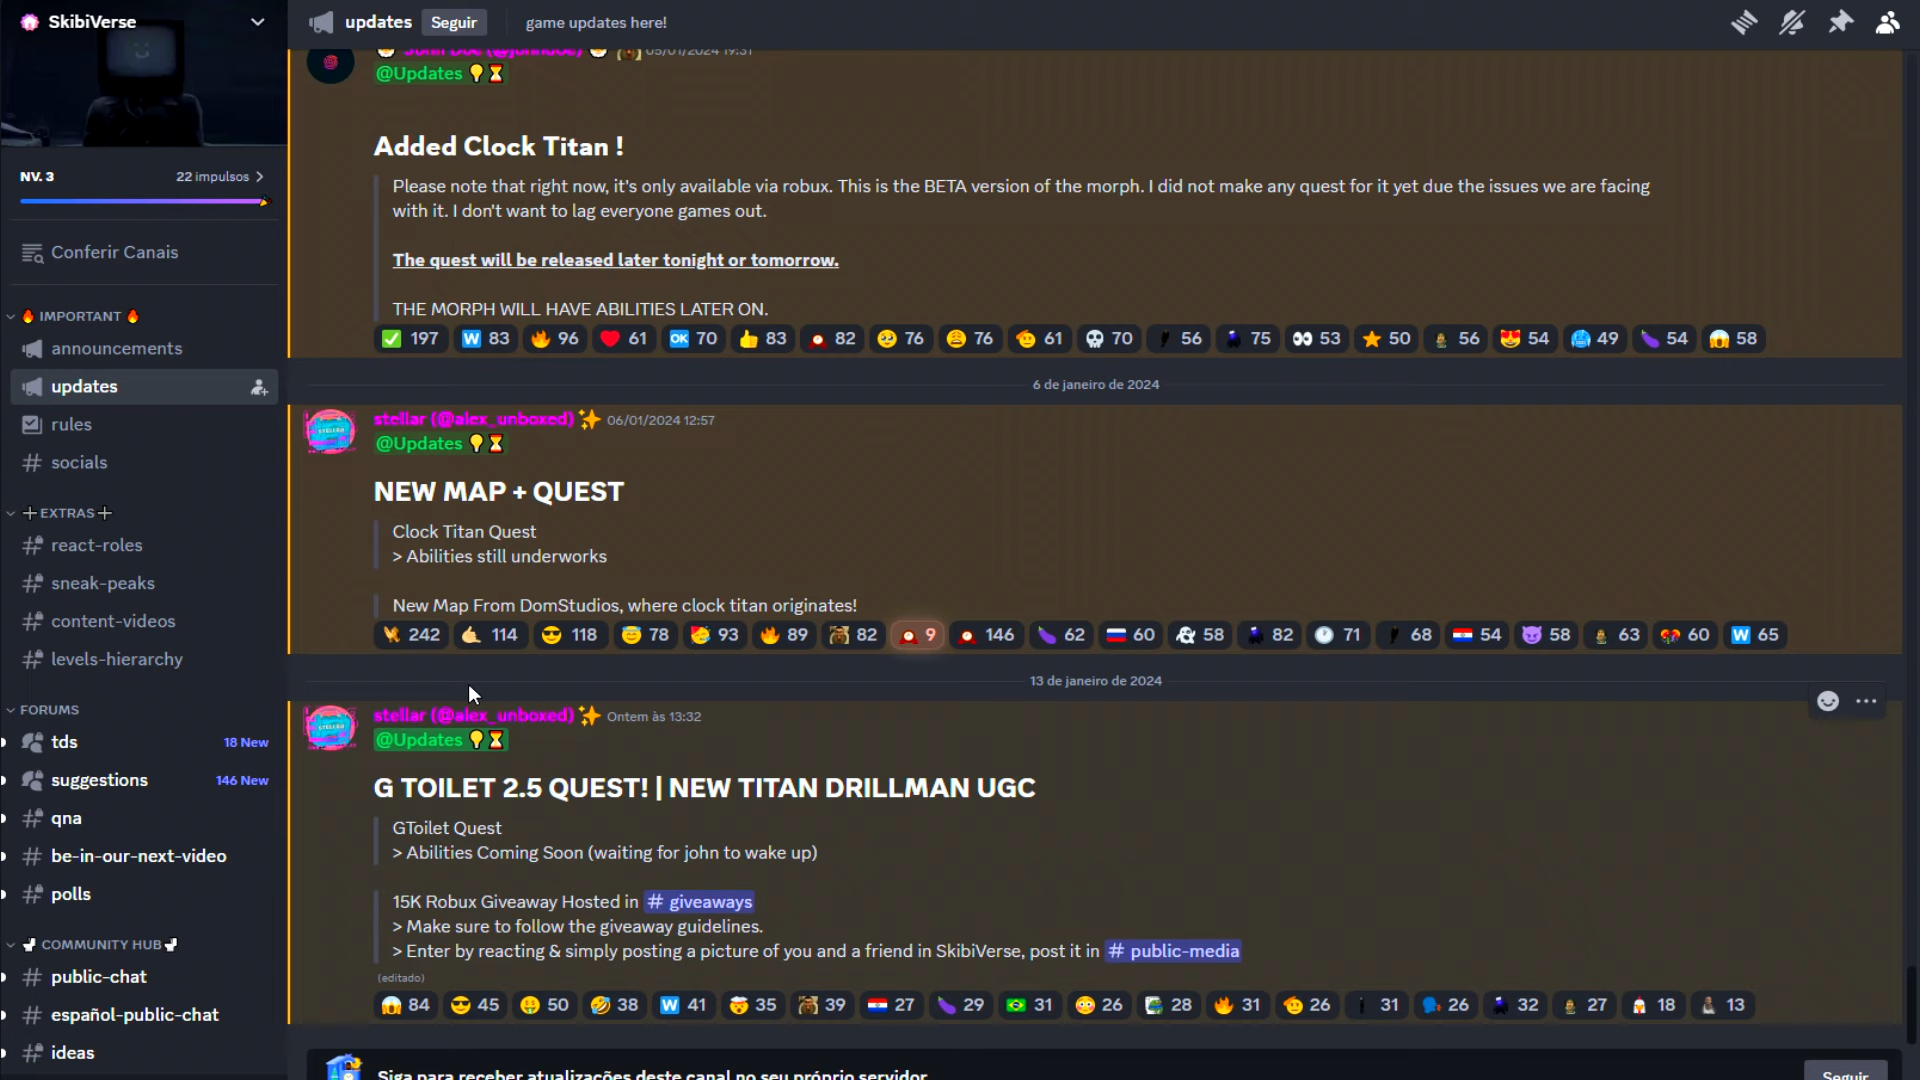 SkibiVerse
updates Seguir game updates here!
NV. 3 22 impulsos
Conferir Canais
IMPORTANT
announcements
updates
rules
socials
EXTRAS
react-roles
sneak-peaks
content-videos
levels-hierarchy
FORUMS
tds 18 New
suggestions 146 New
qna
be-in-our-next-video
polls
COMMUNITY HUB
public-chat
español-public-chat
ideas
John Doe (@johndoe) 05/01/2024 19:31
@Updates
Added Clock Titan !
Please note that right now, it's only available via robux. This is the BETA version of the morph. I did not make any quest for it yet due the issues we are facing
with it. I don't want to lag everyone games out.
The quest will be released later tonight or tomorrow.
THE MORPH WILL HAVE ABILITIES LATER ON.
197 W 83 96 61 OK 70 83 82 76 76 61 70 56 75 53 50 56 54 49 54 58
6 de janeiro de 2024
stellar (@alex_unboxed) 06/01/2024 12:57
@Updates
NEW MAP + QUEST
Clock Titan Quest
> Abilities still underworks
New Map From DomStudios, where clock titan originates!
242 114 118 78 93 89 82 9 146 62 60 58 82 71 68 54 58 63 60 W 65
13 de janeiro de 2024
stellar (@alex_unboxed) Ontem às 13:32
@Updates
G TOILET 2.5 QUEST! | NEW TITAN DRILLMAN UGC
GToilet Quest
> Abilities Coming Soon (waiting for john to wake up)
15K Robux Giveaway Hosted in # giveaways
> Make sure to follow the giveaway guidelines.
> Enter by reacting & simply posting a picture of you and a friend in SkibiVerse, post it in # public-media
(editado)
84 45 50 38 W 41 35 39 27 29 31 26 28 31 26 31 26 32 27 18 13
Siga para receber atualizações deste canal no seu próprio servidor
Seguir